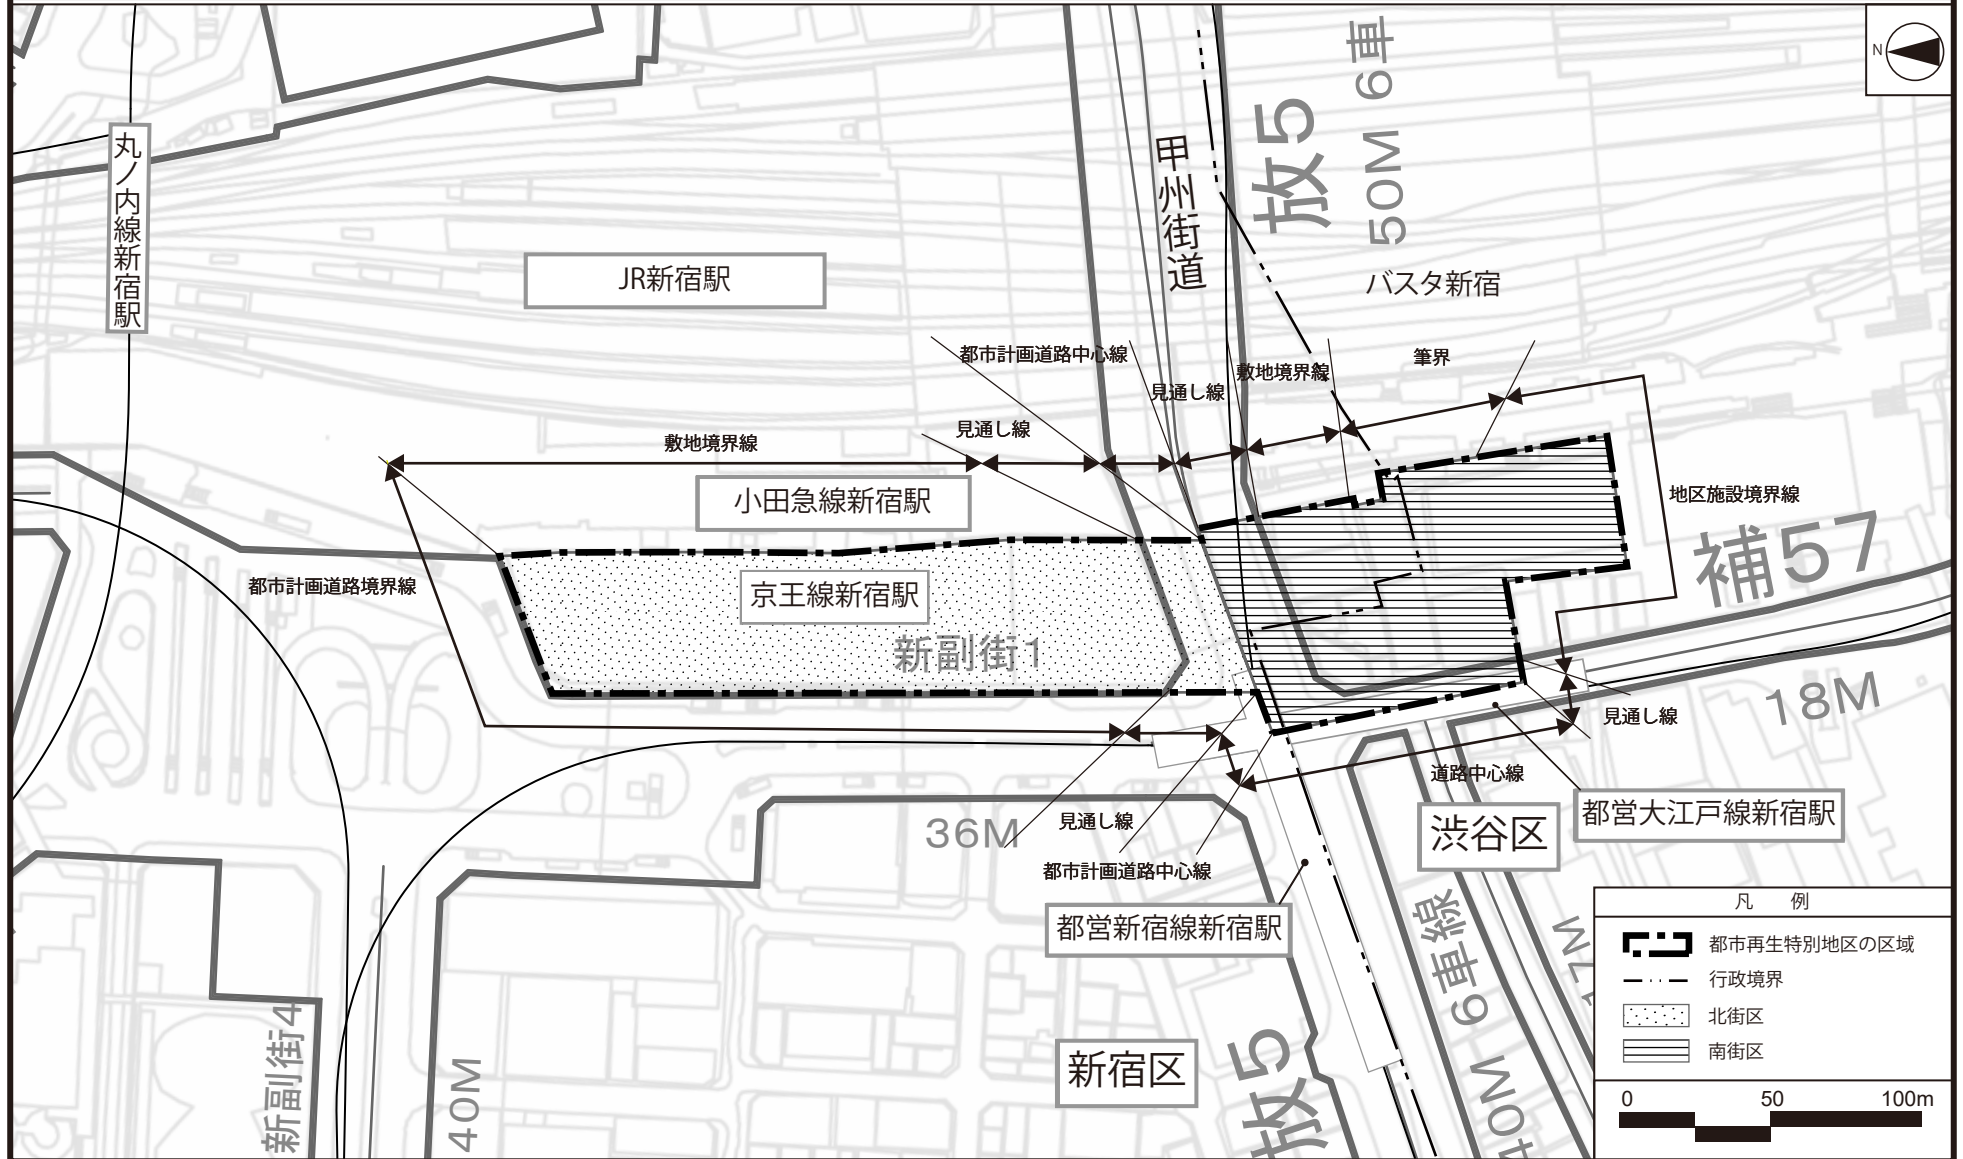 N
丸ノ内線新宿駅
甲州街道
放5
50M 6車
JR新宿駅
バスタ新宿
都市計画道路中心線
見通し線
敷地境界線
筆界
敷地境界線
見通し線
小田急線新宿駅
地区施設境界線
補57
都市計画道路境界線
京王線新宿駅
新副街1
18M
見通し線
道路中心線
都営大江戸線新宿駅
渋谷区
36M
見通し線
都市計画道路中心線
都営新宿線新宿駅
6車線
新宿区
放5
新副街4
40M
40M
凡　例
都市再生特別地区の区域
行政境界
北街区
南街区
0 50 100m